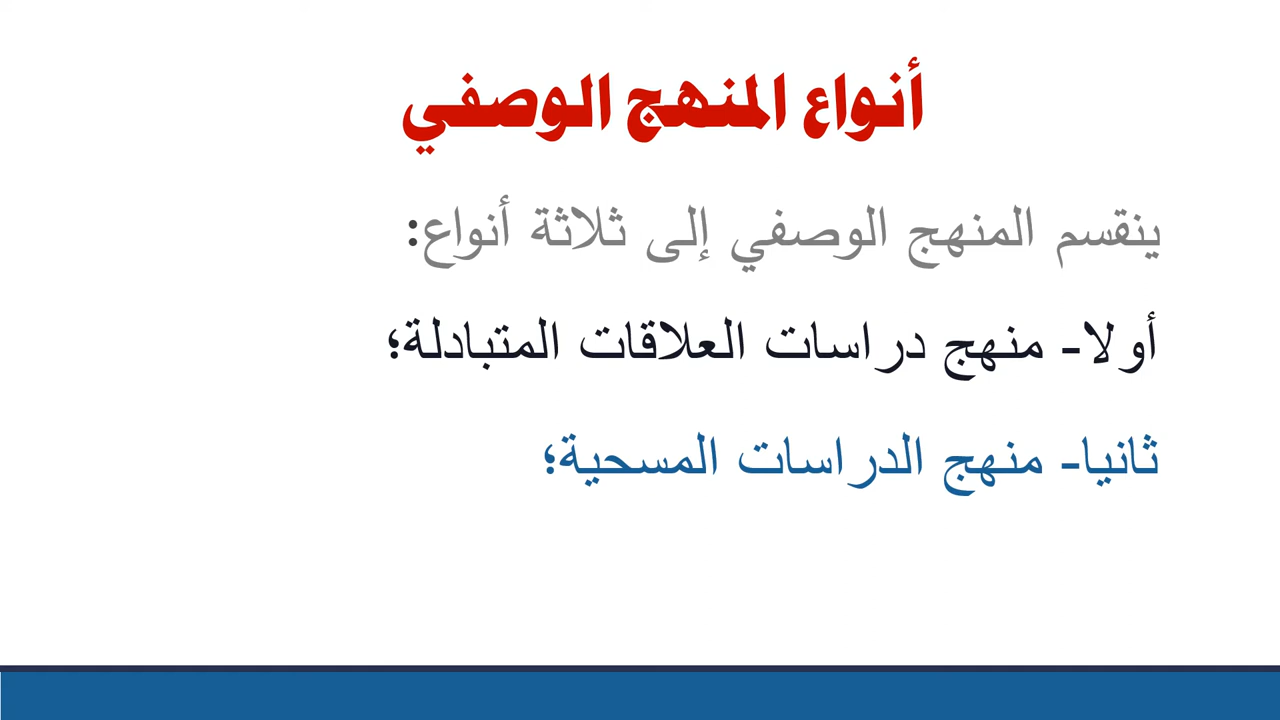 أنواع المنهج الوصفي
ينقسم المنهج الوصفي إلى ثلاثة أنواع:
أولا- منهج دراسات العلاقات المتبادلة؛
ثانيا- منهج الدراسات المسحية؛